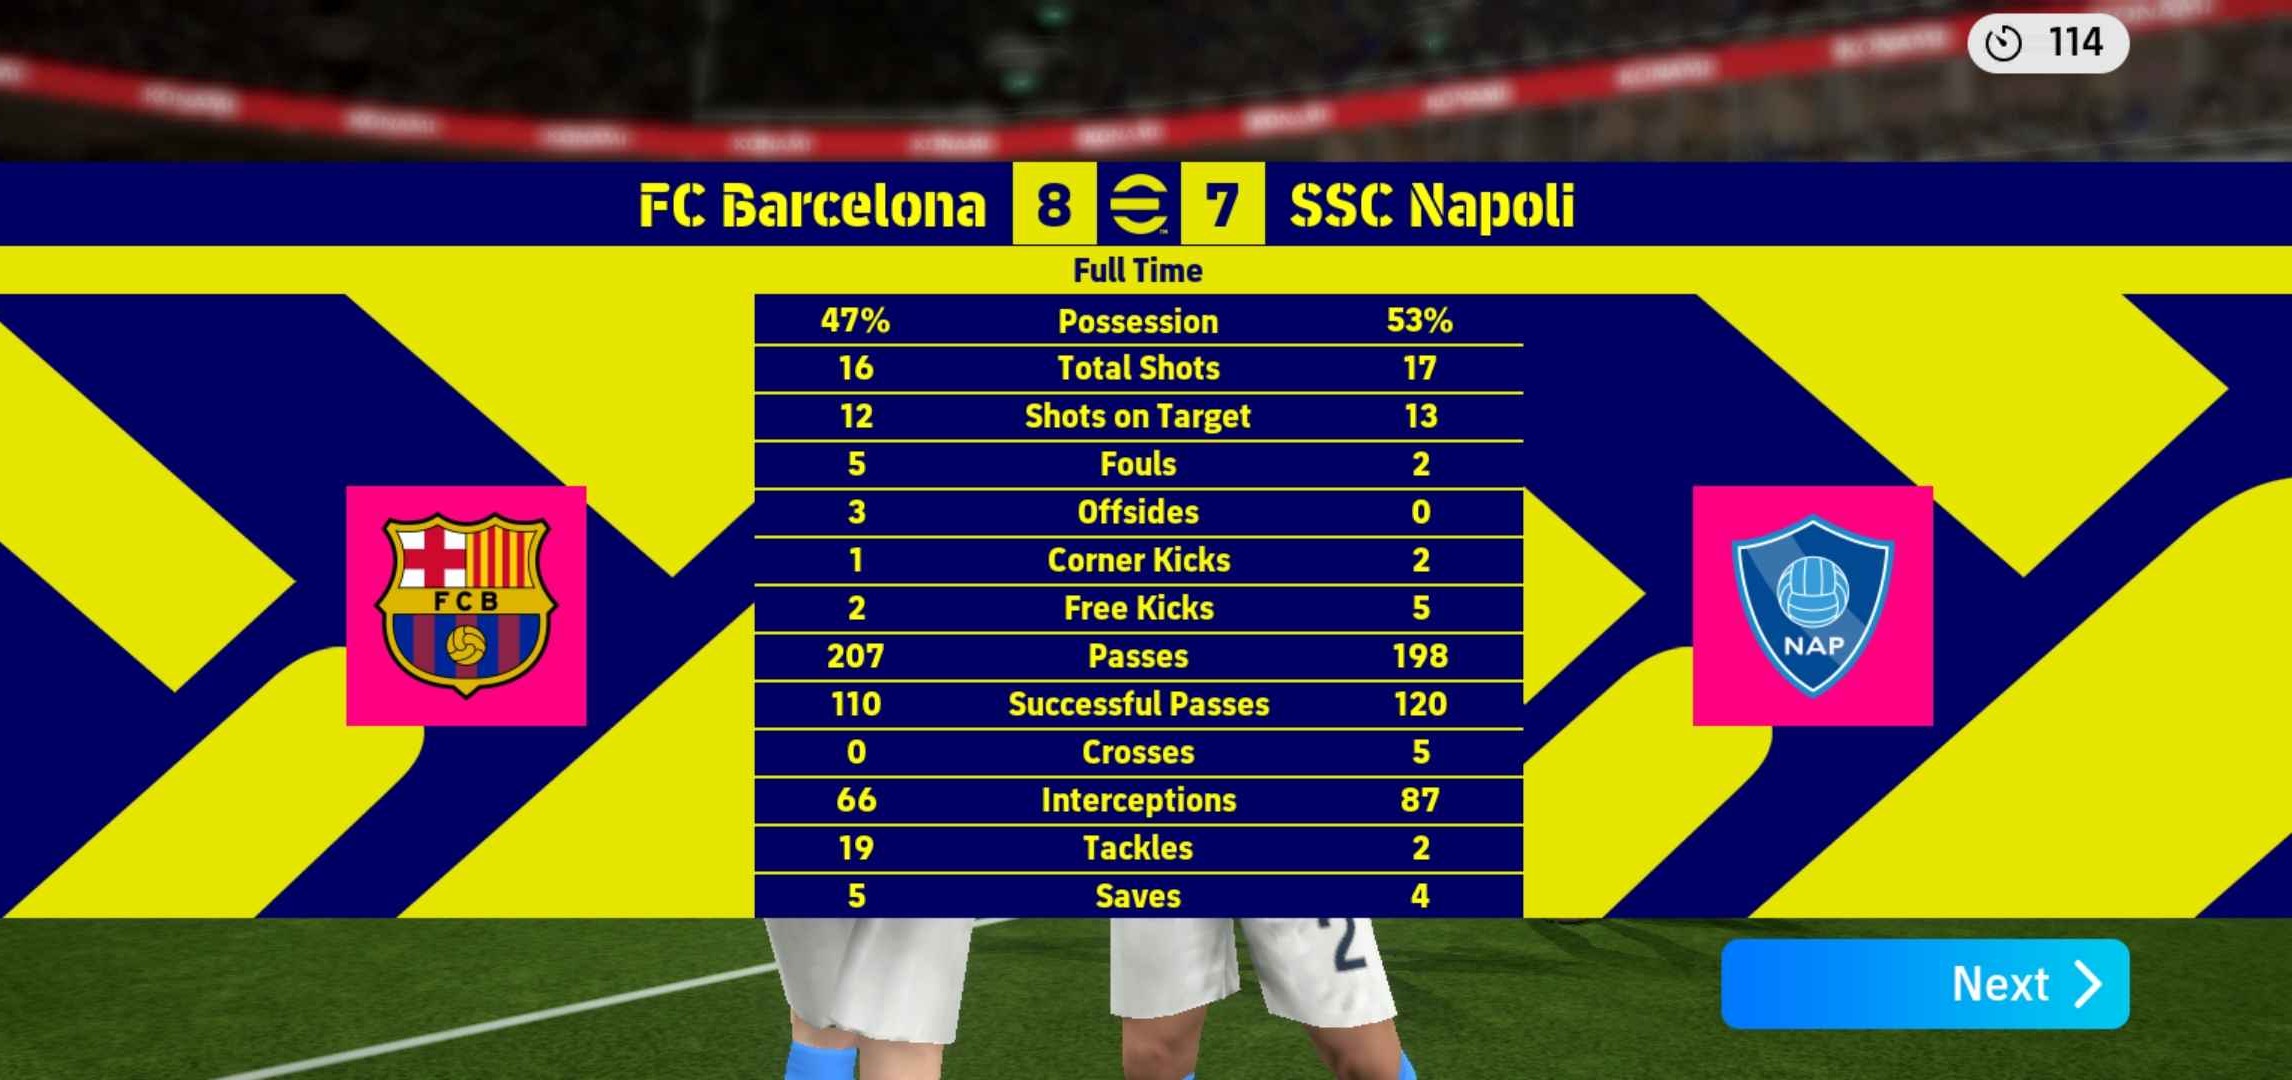 114
FC Barcelona 8 7 SSC Napoli
Full Time
47% Possession 53%
16 Total Shots 17
12 Shots on Target 13
5 Fouls 2
3 Offsides 0
1 Corner Kicks 2
2 Free Kicks 5
207 Passes 198
110 Successful Passes 120
0 Crosses 5
66 Interceptions 87
19 Tackles 2
5 Saves 4
FCB
NAP
2
Next